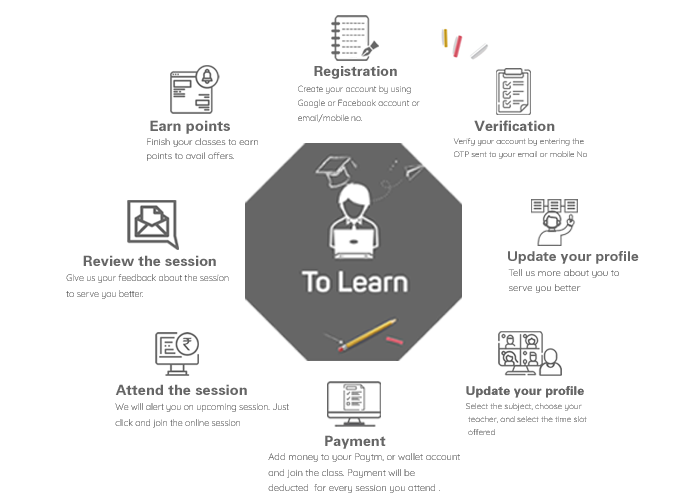 Registration
Create your account by using
Google or Facebook account or
email/mobile no.
Verification
Verify your account by entering the
OTP sent to your email or mobile No
Update your profile
Tell us more about you to
serve you better
Update your profile
Select the subject, choose your
teacher, and select the time slot
offered
Payment
Add money to your Paytm, or wallet account
and join the class. Payment will be
deducted for every session you attend .
Attend the session
We will alert you on upcoming session. Just
click and join the online session
Review the session
Give us your feedback about the session
to serve you better.
Earn points
Finish your classes to earn
points to avail offers.
To Learn
₹